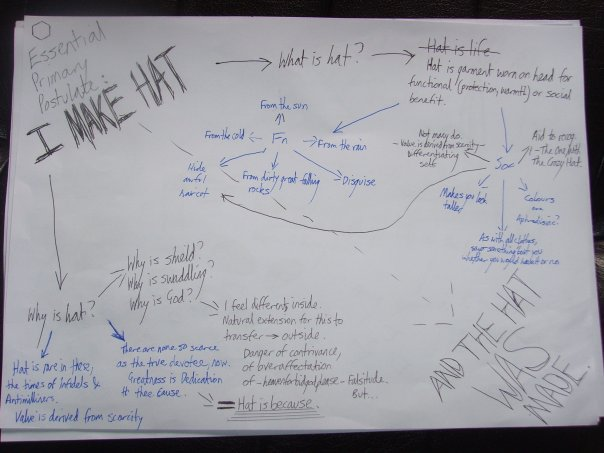 Essential
Primary
Postulate:
I MAKE HAT
What is hat?
Hat is life
Hat is garment worn on head for
functional (protection, warmth) or social
benefit.
From the sun
From the cold
Fn
From the rain
Hide
awful
haircut
From dirty great falling
rocks
Disguise
Not many do.
Value is derived from scarcity
Differentiating
self
Soc
Aid to recog.
The One With
The Crazy Hat.
Makes you look
taller
Colours
Aphrodisiac?
As with all clothes,
says something about you
whether you would have it or no.
Why is shield?
Why is swaddling?
Why is God?
Why is hat?
I feel different inside.
Natural extension for this to
transfer → outside.
Danger of contrivance,
of overaffectation
of - heaven forbid, oh please - Falsitude.
But...
Hat is rare in these,
the times of Infidels &
Antimilliners.
Value is derived from scarcity
There are none so scarce
as the true devotee, now.
Greatness is Dedication
to thee cause.
= Hat is because.
AND THE HAT
WAS
MADE.